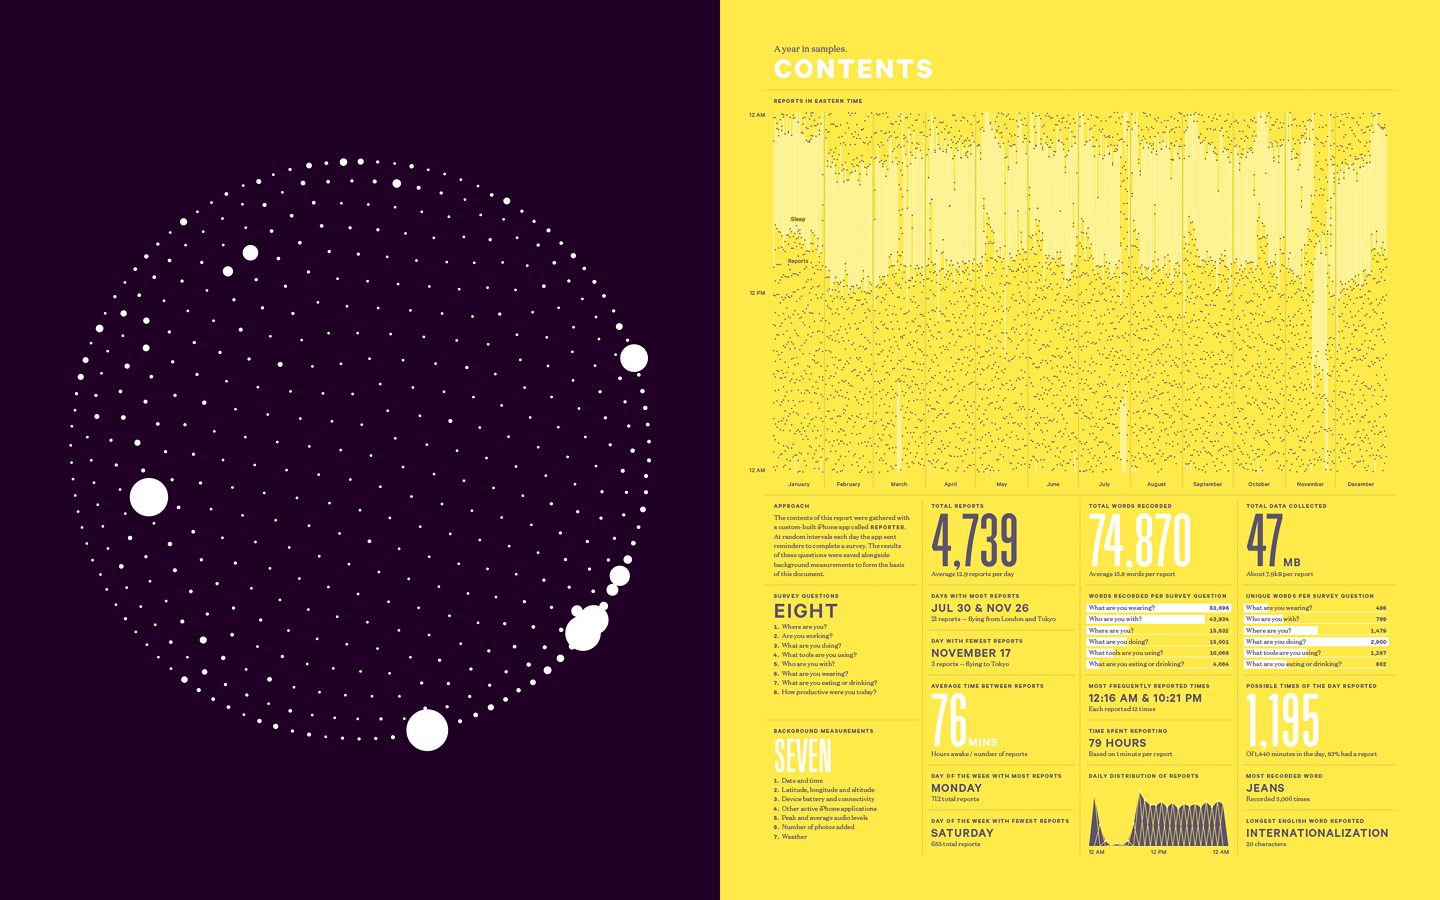 A year in samples.
CONTENTS
REPORTS IN EASTERN TIME
12 AM
Sleep
Reports
12 PM
12 AM
January
February
March
April
May
June
July
August
September
October
November
December
APPROACH
The contents of this report were gathered with
a custom-built iPhone app called REPORTER.
At random intervals each day the app sent
reminders to complete a survey. The results
of these questions were saved alongside
background measurements to form the basis
of this document.
SURVEY QUESTIONS
EIGHT
1. Where are you?
2. Are you working?
3. What are you doing?
4. What tools are you using?
5. Who are you with?
6. What are you wearing?
7. What are you eating or drinking?
8. How productive were you today?
BACKGROUND MEASUREMENTS
SEVEN
1. Date and time
2. Latitude, longitude and altitude
3. Device battery and connectivity
4. Other active iPhone applications
5. Peak and average audio levels
6. Number of photos added
7. Weather
TOTAL REPORTS
4,739
Average 12.9 reports per day
DAYS WITH MOST REPORTS
JUL 30 & NOV 26
21 reports — flying from London and Tokyo
DAY WITH FEWEST REPORTS
NOVEMBER 17
3 reports — flying to Tokyo
AVERAGE TIME BETWEEN REPORTS
76 MINS
Hours awake / number of reports
DAY OF THE WEEK WITH MOST REPORTS
MONDAY
712 total reports
DAY OF THE WEEK WITH FEWEST REPORTS
SATURDAY
653 total reports
TOTAL WORDS RECORDED
74,870
Average 15.8 words per report
WORDS RECORDED PER SURVEY QUESTION
What are you wearing? 53,696
Who are you with? 43,934
Where are you? 15,632
What are you doing? 15,001
What tools are you using? 10,066
What are you eating or drinking? 4,664
MOST FREQUENTLY REPORTED TIMES
12:16 AM & 10:21 PM
Each reported 12 times
TIME SPENT REPORTING
79 HOURS
Based on 1 minute per report
DAILY DISTRIBUTION OF REPORTS
12 AM
12 PM
12 AM
TOTAL DATA COLLECTED
47 MB
About 7.9kB per report
UNIQUE WORDS PER SURVEY QUESTION
What are you wearing? 486
Who are you with? 789
Where are you? 1,479
What are you doing? 2,900
What tools are you using? 1,267
What are you eating or drinking? 862
POSSIBLE TIMES OF THE DAY REPORTED
1,195
Of 1,440 minutes in the day, 83% had a report
MOST RECORDED WORD
JEANS
Recorded 3,006 times
LONGEST ENGLISH WORD REPORTED
INTERNATIONALIZATION
20 characters